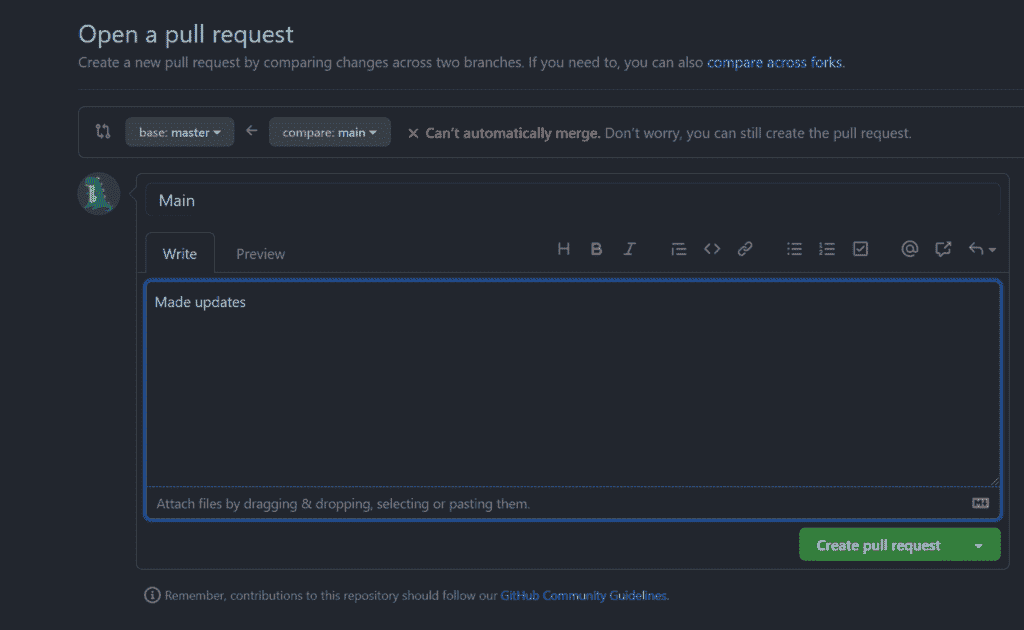 Open a pull request
Create a new pull request by comparing changes across two branches. If you need to, you can also compare across forks.
base: master compare: main Can't automatically merge. Don't worry, you can still create the pull request.
Main
Write Preview H B I
Made updates
Attach files by dragging & dropping, selecting or pasting them.
Create pull request
Remember, contributions to this repository should follow our GitHub Community Guidelines.